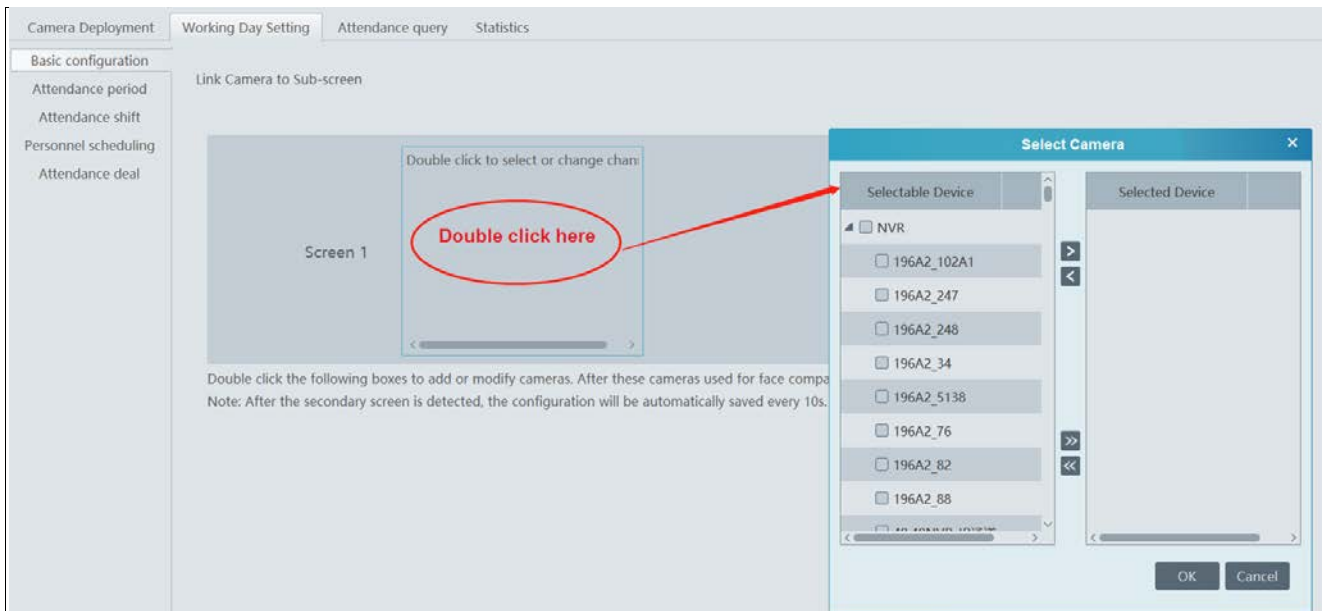 Camera Deployment
Working Day Setting
Attendance query
Statistics
Basic configuration
Attendance period
Attendance shift
Personnel scheduling
Attendance deal
Link Camera to Sub-screen
Screen 1
Double click to select or change chan
Double click here
Double click the following boxes to add or modify cameras. After these cameras used for face compa
Note: After the secondary screen is detected, the configuration will be automatically saved every 10s.
Select Camera
Selectable Device
NVR
196A2_102A1
196A2_247
196A2_248
196A2_34
196A2_5138
196A2_76
196A2_82
196A2_88
Selected Device
OK
Cancel